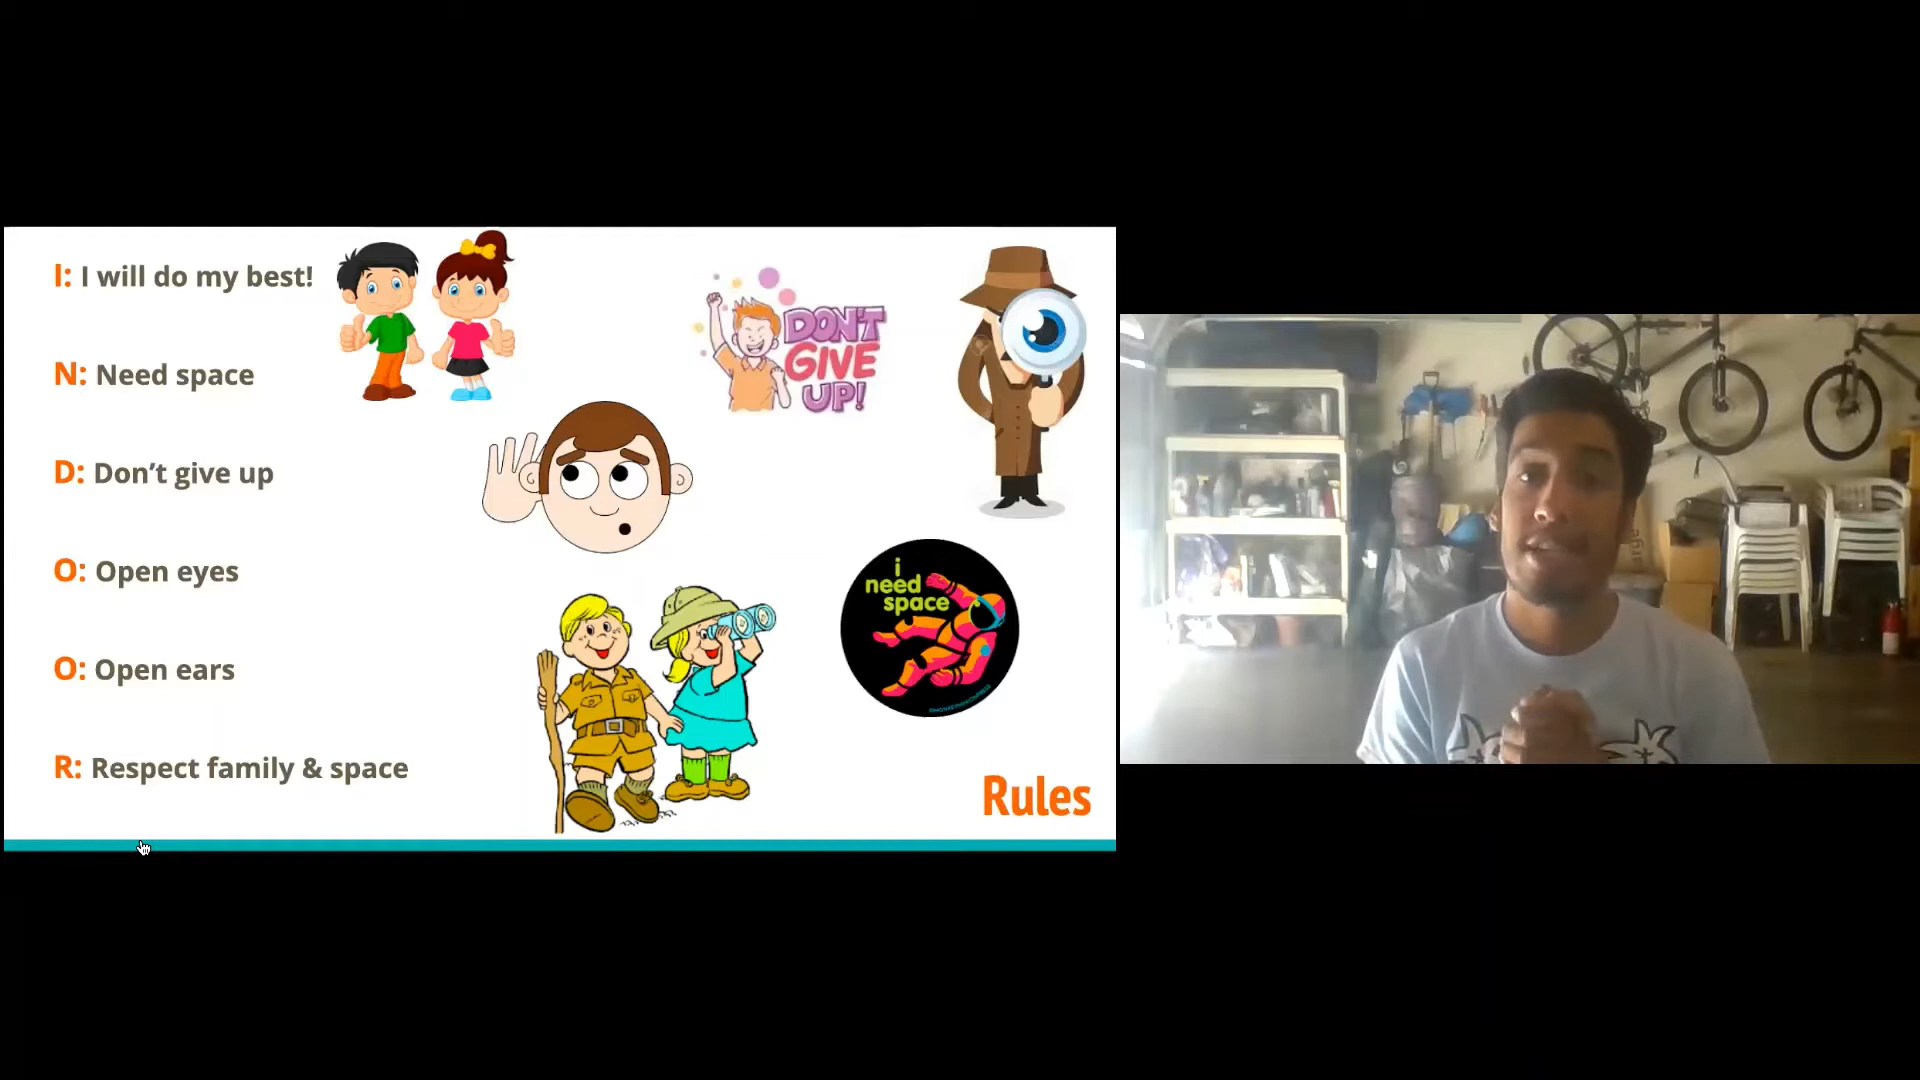 I: I will do my best!
N: Need space
D: Don’t give up
O: Open eyes
O: Open ears
R: Respect family & space
DON'T
GIVE
UP!
i
need
space
Rules